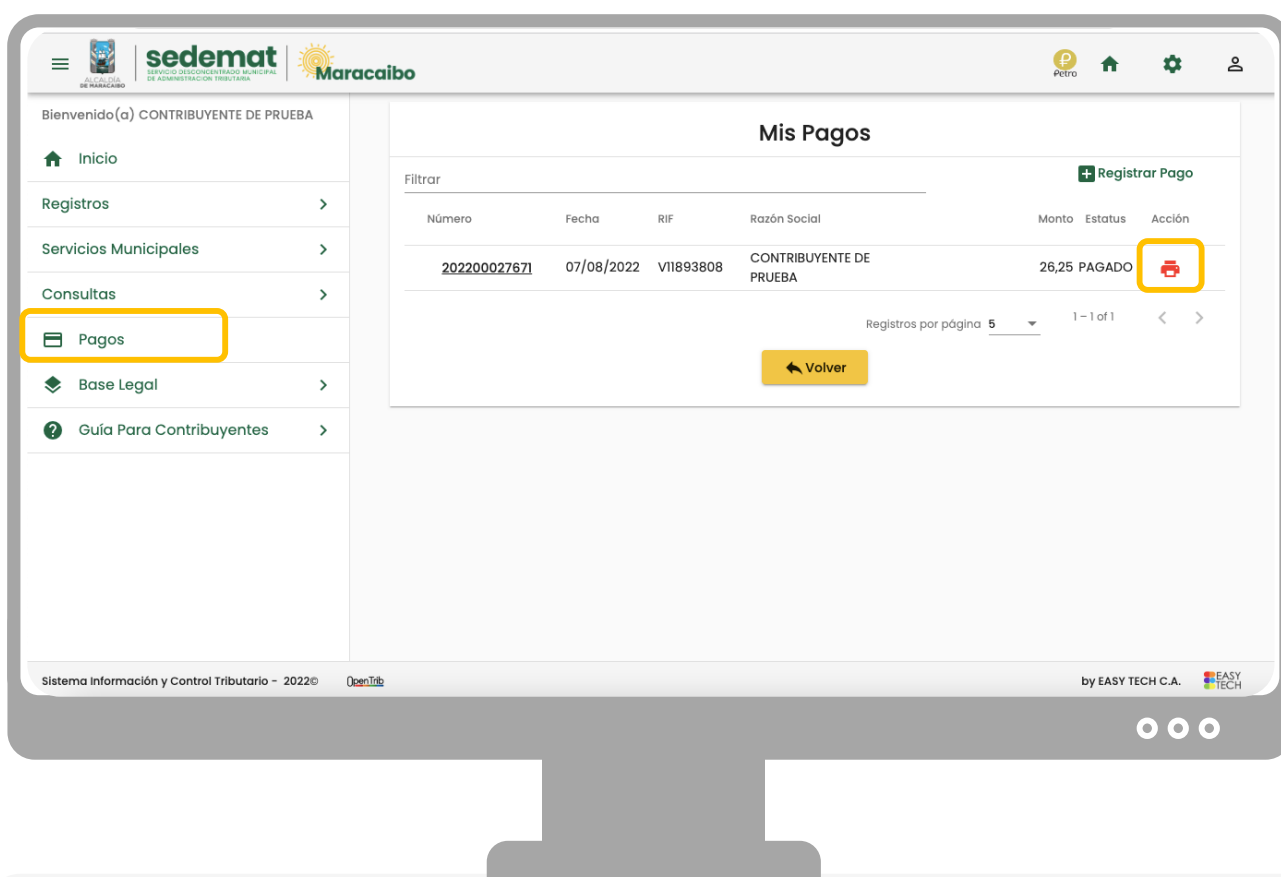 ALCALDÍA
DE MARACAIBO
sedemat
SERVICIO DESCONCENTRADO MUNICIPAL
DE ADMINISTRACION TRIBUTARIA
Maracaibo
Petro
Bienvenido(a) CONTRIBUYENTE DE PRUEBA
Inicio
Registros
Servicios Municipales
Consultas
Pagos
Base Legal
Guía Para Contribuyentes
Mis Pagos
Filtrar
Registrar Pago
Número Fecha RIF Razón Social Monto Estatus Acción
202200027671 07/08/2022 V11893808 CONTRIBUYENTE DE PRUEBA 26,25 PAGADO
Registros por página 5 1 – 1 of 1
Volver
Sistema Información y Control Tributario - 2022© OpenTrib
by EASY TECH C.A. EASY TECH